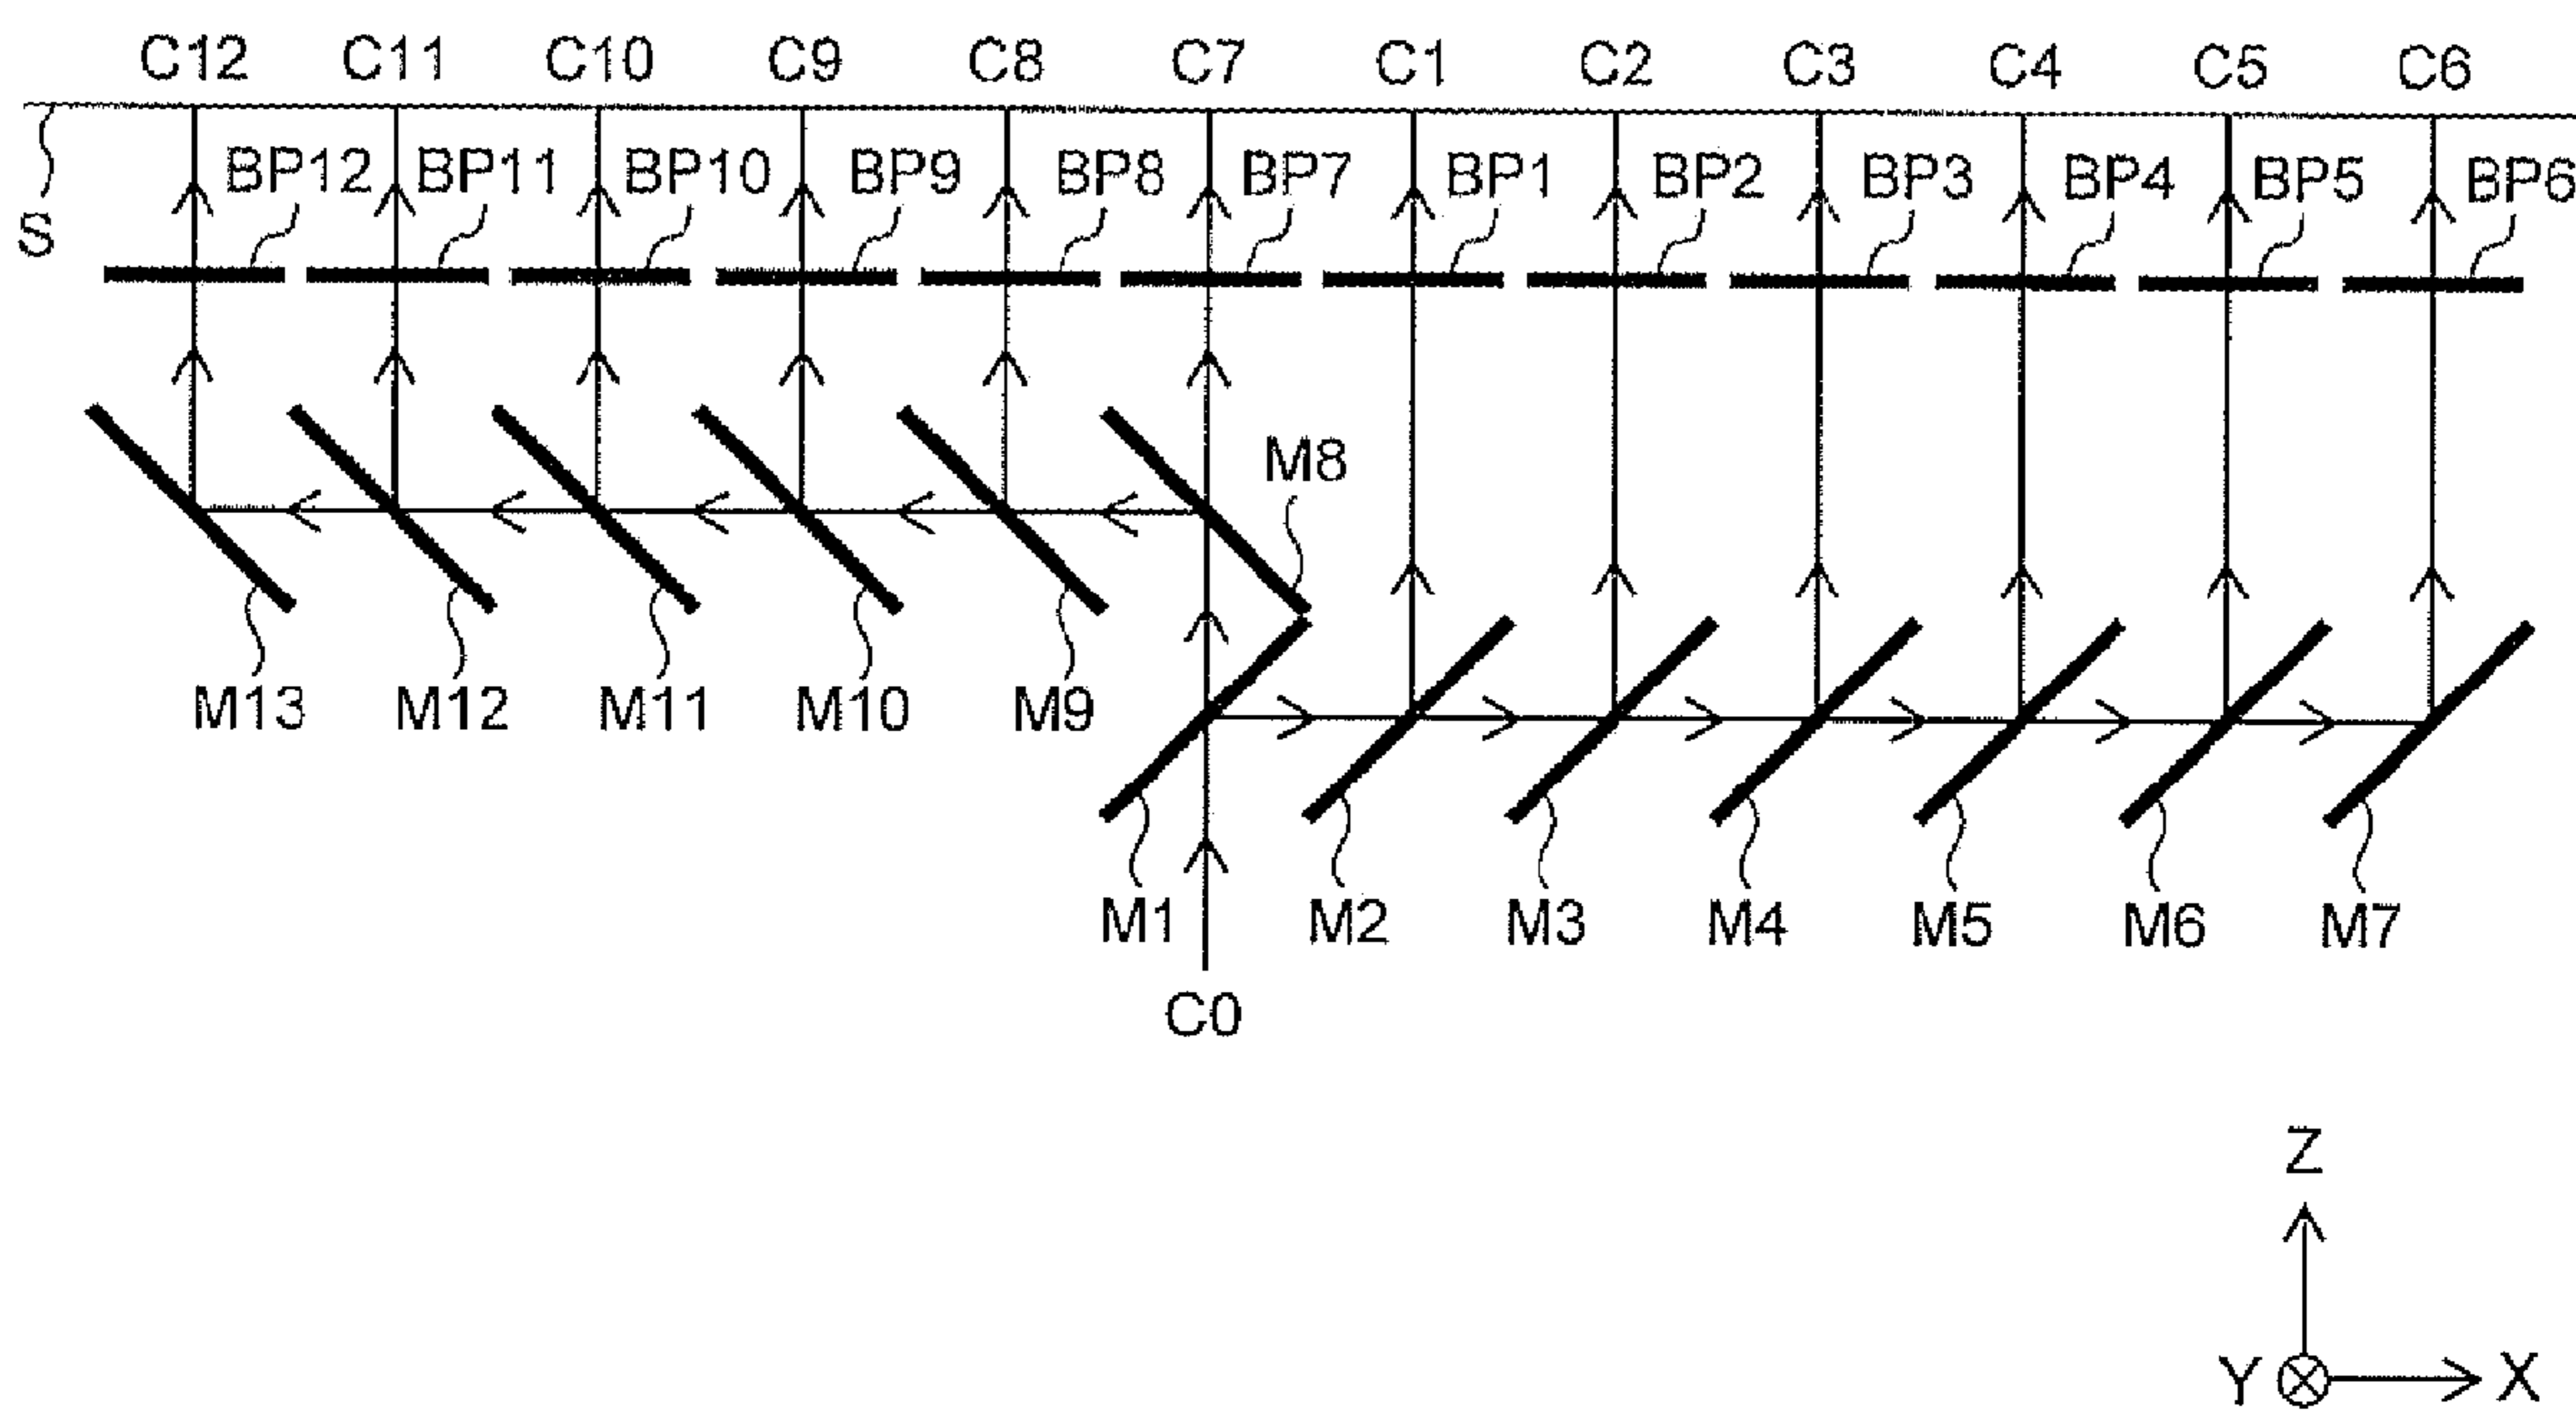 C12 C11 C10 C9 C8 C7 C1 C2 C3 C4 C5 C6
BP12 BP11 BP10 BP9 BP8 BP7 BP1 BP2 BP3 BP4 BP5 BP6
S
M8
M13 M12 M11 M10 M9
M1 M2 M3 M4 M5 M6 M7
C0
Z
Y X